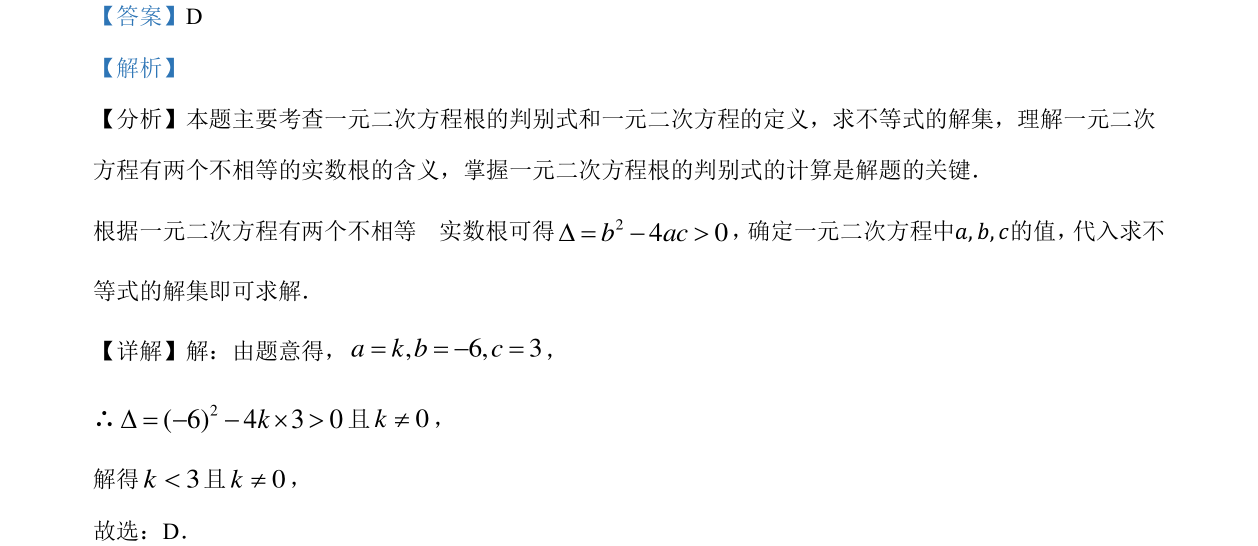 【答案】D
【解析】
【分析】本题主要考查一元二次方程根的判别式和一元二次方程的定义，求不等式的解集，理解一元二次
方程有两个不相等的实数根的含义，掌握一元二次方程根的判别式的计算是解题的关键．
根据一元二次方程有两个不相等 实数根可得Δ=b²−4ac>0，确定一元二次方程中a,b,c的值，代入求不
等式的解集即可求解．
【详解】解：由题意得，a=k,b=−6,c=3，
∴Δ=(−6)²−4k×3>0且k≠0，
解得k<3且k≠0，
故选：D．